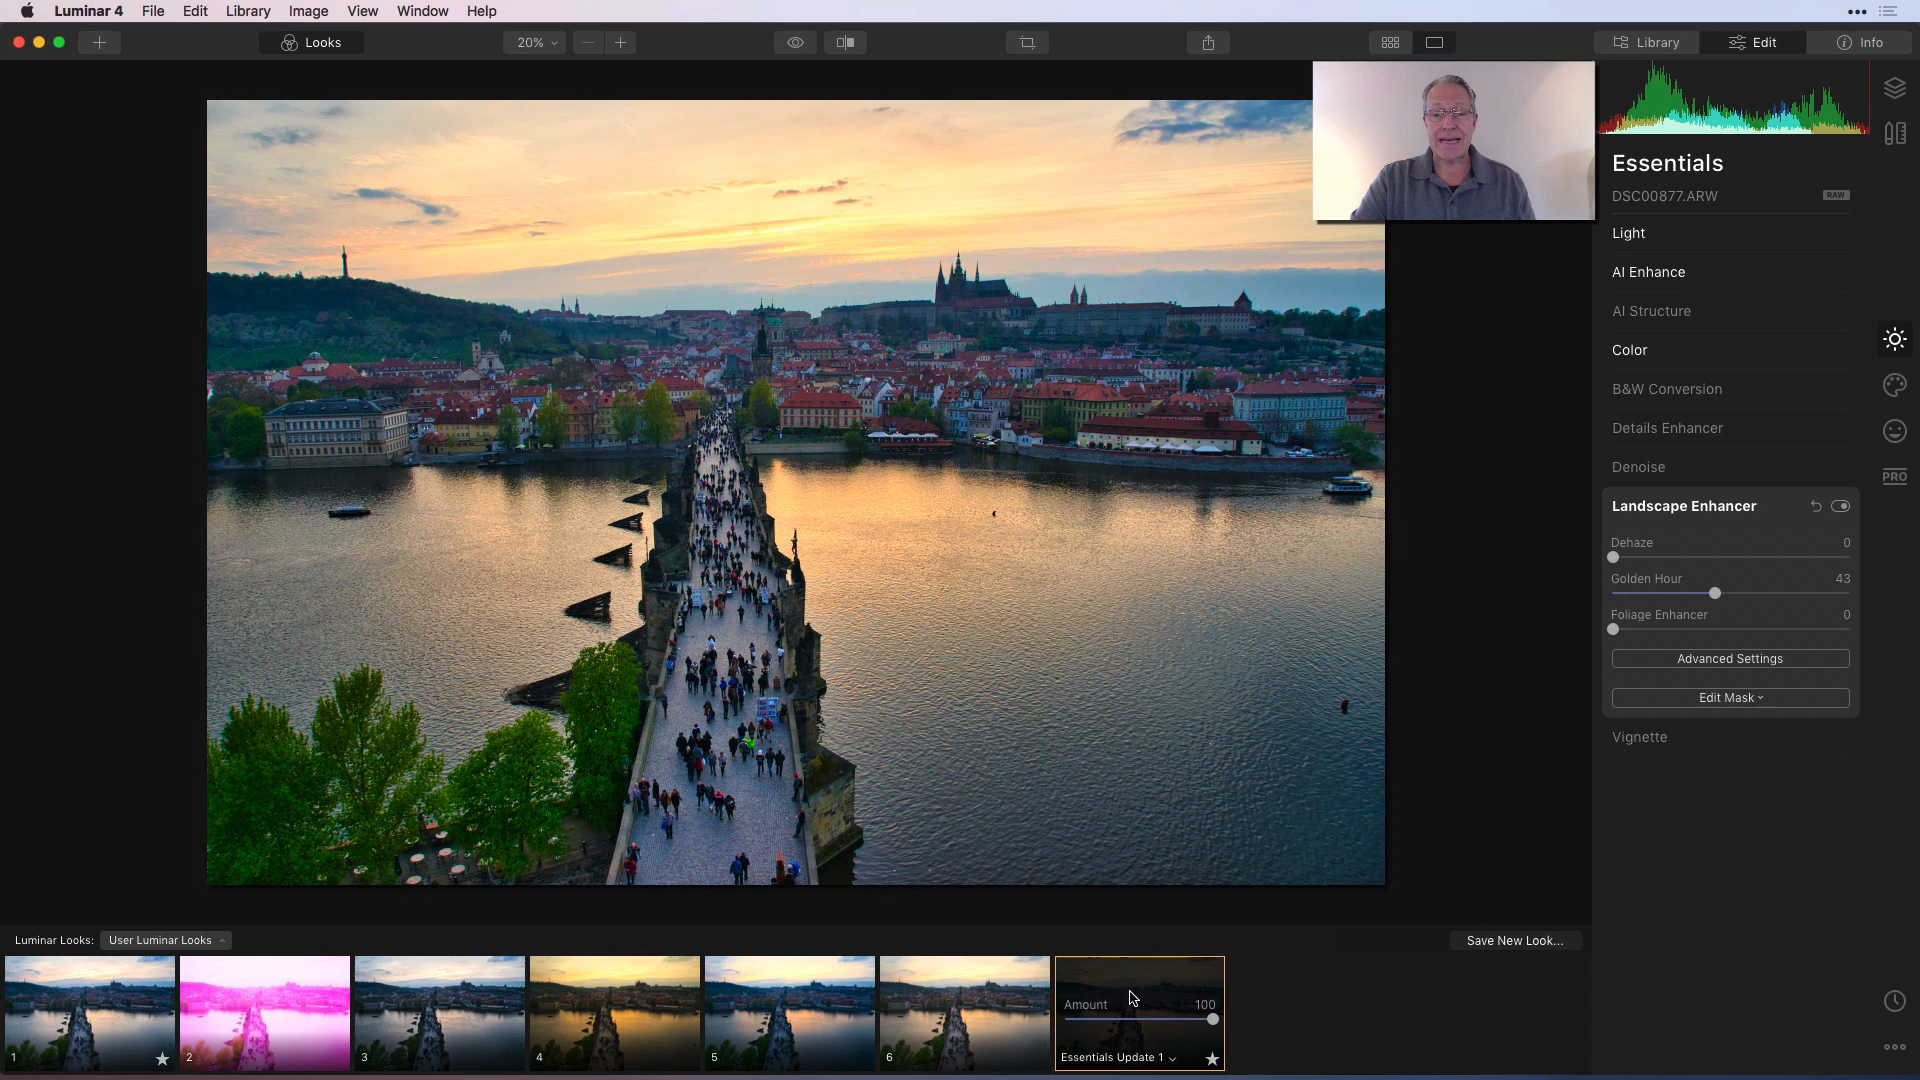 Luminar 4 File Edit Library Image View Window Help
Looks 20% Library Edit Info
Essentials
DSC00877.ARW RAW
Light
AI Enhance
AI Structure
Color
B&W Conversion
Details Enhancer
Denoise
PRO
Landscape Enhancer
Dehaze 0
Golden Hour 43
Foliage Enhancer 0
Advanced Settings
Edit Mask
Vignette
Luminar Looks: User Luminar Looks Save New Look...
Amount 100
1 2 3 4 5 6 Essentials Update 1